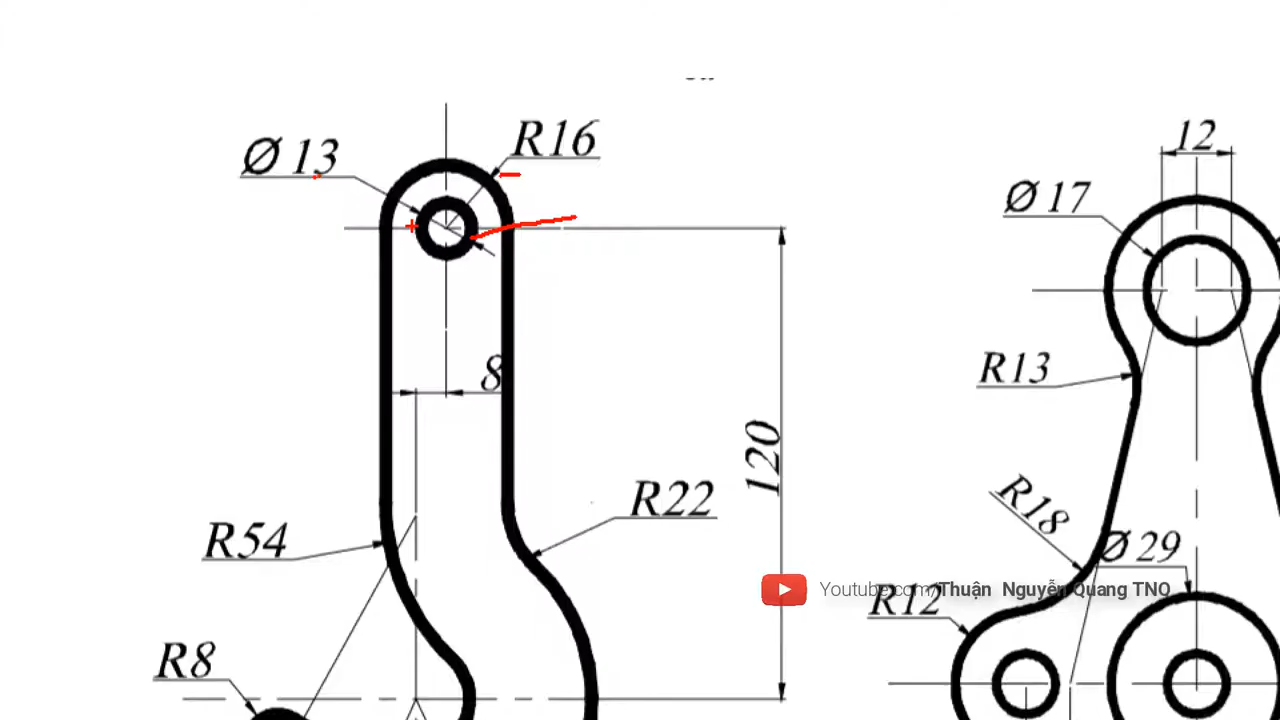 12
R16
Ø 13
Ø 17
R13
8
120
R22
R18
R54
Ø 29
Youtube.com/Thuận Nguyễn Quang TNQ
R12
R8